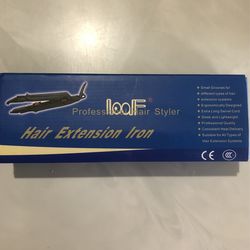 loof
Professional Hair Styler
Hair Extension Iron
Small Grooves for
different types of hair
extension systems
Ergonomically Designed
Extra Long Swivel Cord
Sleek and Lightweight
Professional Quality
Consistent Heat Delivery
Suitable for All Types of
Hair Extension Systems
CE